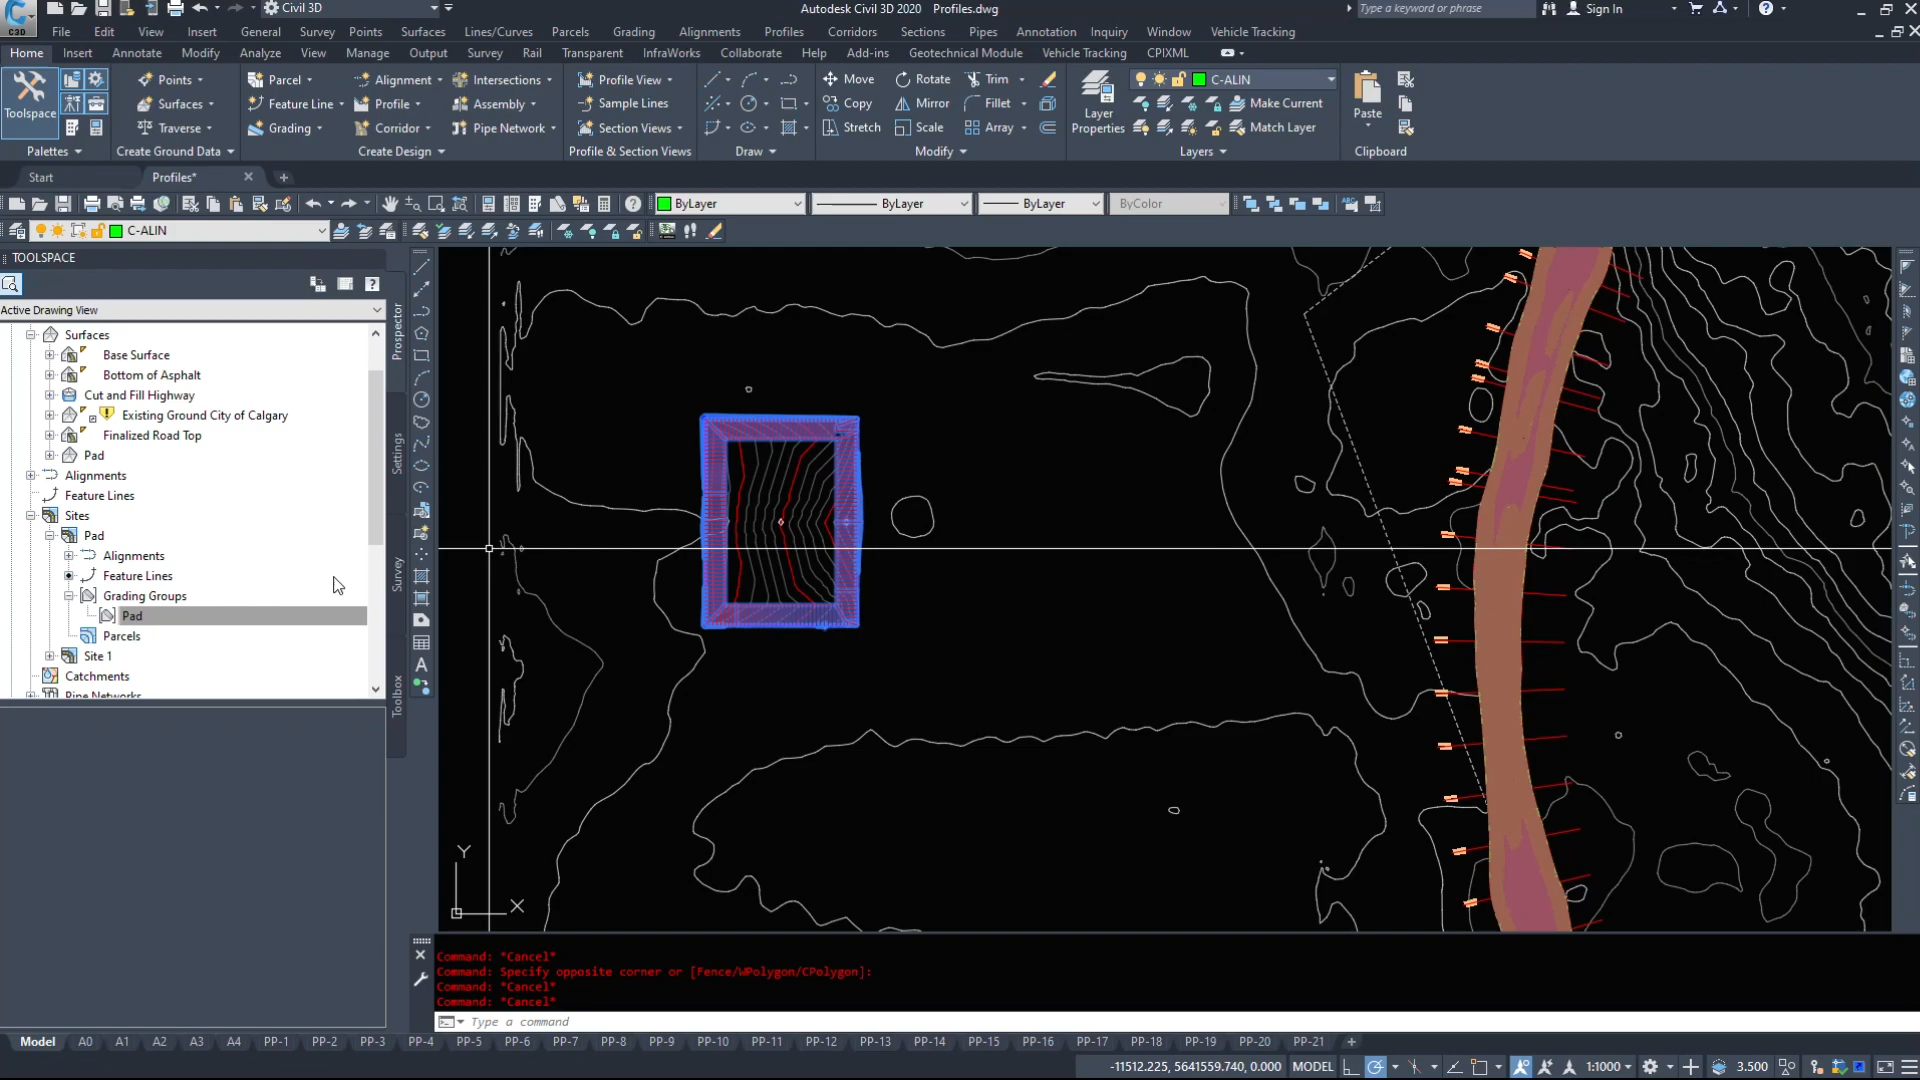 Civil 3D
Autodesk Civil 3D 2020 Profiles.dwg
Type a keyword or phrase
Sign In
C3D
File Edit View Insert General Survey Points Surfaces Lines/Curves Parcels Grading Alignments Profiles Corridors Sections Pipes Annotation Inquiry Window Vehicle Tracking
Home Insert Annotate Modify Analyze View Manage Output Survey Rail Transparent InfraWorks Collaborate Help Add-ins Geotechnical Module Vehicle Tracking CPIXML
Points Parcel Alignment Intersections Profile View Move Rotate Trim C-ALIN
Toolspace Surfaces Feature Line Profile Assembly Sample Lines Copy Mirror Fillet Layer Properties Make Current Paste
Traverse Grading Corridor Pipe Network Section Views Stretch Scale Array Match Layer
Palettes Create Ground Data Create Design Profile & Section Views Draw Modify Layers Clipboard
Start Profiles*
ByLayer ByLayer ByLayer ByColor
C-ALIN
TOOLSPACE
Active Drawing View
Surfaces
Base Surface
Bottom of Asphalt
Cut and Fill Highway
Existing Ground City of Calgary
Finalized Road Top
Pad
Alignments
Feature Lines
Sites
Pad
Alignments
Feature Lines
Grading Groups
Pad
Parcels
Site 1
Catchments
Pipe Networks
Prospector
Settings
Survey
Toolbox
Y
X
Command: *Cancel*
Command: Specify opposite corner or [Fence/WPolygon/CPolygon]:
Command: *Cancel*
Command: *Cancel*
Type a command
Model A0 A1 A2 A3 A4 PP-1 PP-2 PP-3 PP-4 PP-5 PP-6 PP-7 PP-8 PP-9 PP-10 PP-11 PP-12 PP-13 PP-14 PP-15 PP-16 PP-17 PP-18 PP-19 PP-20 PP-21
-11512.225, 5641559.740, 0.000 MODEL 1:1000 3.500